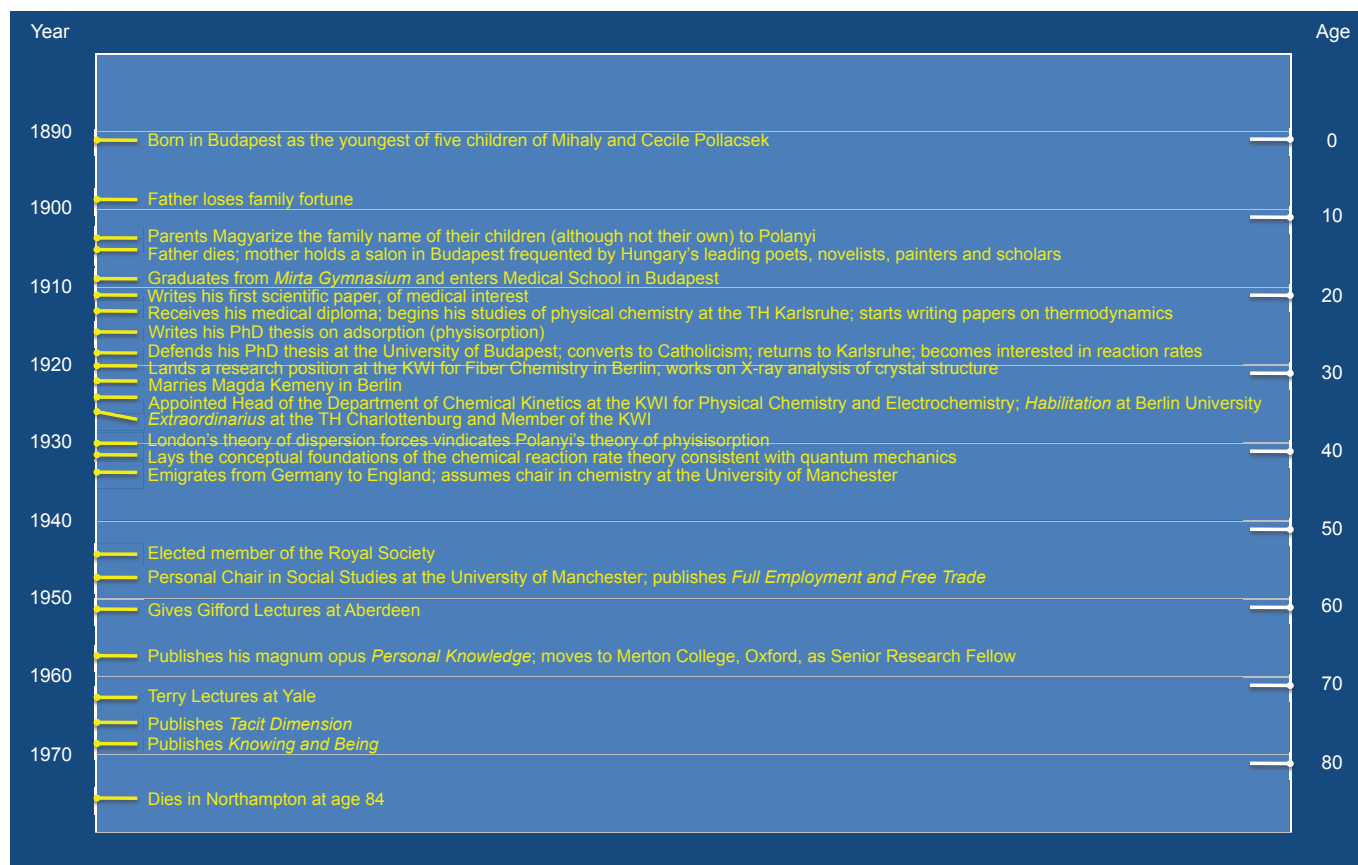 Year
Age
1890
Born in Budapest as the youngest of five children of Mihaly and Cecile Pollacsek
0
Father loses family fortune
1900
10
Parents Magyarize the family name of their children (although not their own) to Polanyi
Father dies; mother holds a salon in Budapest frequented by Hungary's leading poets, novelists, painters and scholars
Graduates from Mirta Gymnasium and enters Medical School in Budapest
1910
Writes his first scientific paper, of medical interest
20
Receives his medical diploma; begins his studies of physical chemistry at the TH Karlsruhe; starts writing papers on thermodynamics
Writes his PhD thesis on adsorption (physisorption)
Defends his PhD thesis at the University of Budapest; converts to Catholicism; returns to Karlsruhe; becomes interested in reaction rates
1920
Lands a research position at the KWI for Fiber Chemistry in Berlin; works on X-ray analysis of crystal structure
30
Marries Magda Kemeny in Berlin
Appointed Head of the Department of Chemical Kinetics at the KWI for Physical Chemistry and Electrochemistry; Habilitation at Berlin University
Extraordinarius at the TH Charlottenburg and Member of the KWI
1930
London's theory of dispersion forces vindicates Polanyi's theory of phyisisorption
40
Lays the conceptual foundations of the chemical reaction rate theory consistent with quantum mechanics
Emigrates from Germany to England; assumes chair in chemistry at the University of Manchester
1940
50
Elected member of the Royal Society
Personal Chair in Social Studies at the University of Manchester; publishes Full Employment and Free Trade
1950
60
Gives Gifford Lectures at Aberdeen
Publishes his magnum opus Personal Knowledge; moves to Merton College, Oxford, as Senior Research Fellow
1960
70
Terry Lectures at Yale
Publishes Tacit Dimension
Publishes Knowing and Being
1970
80
Dies in Northampton at age 84